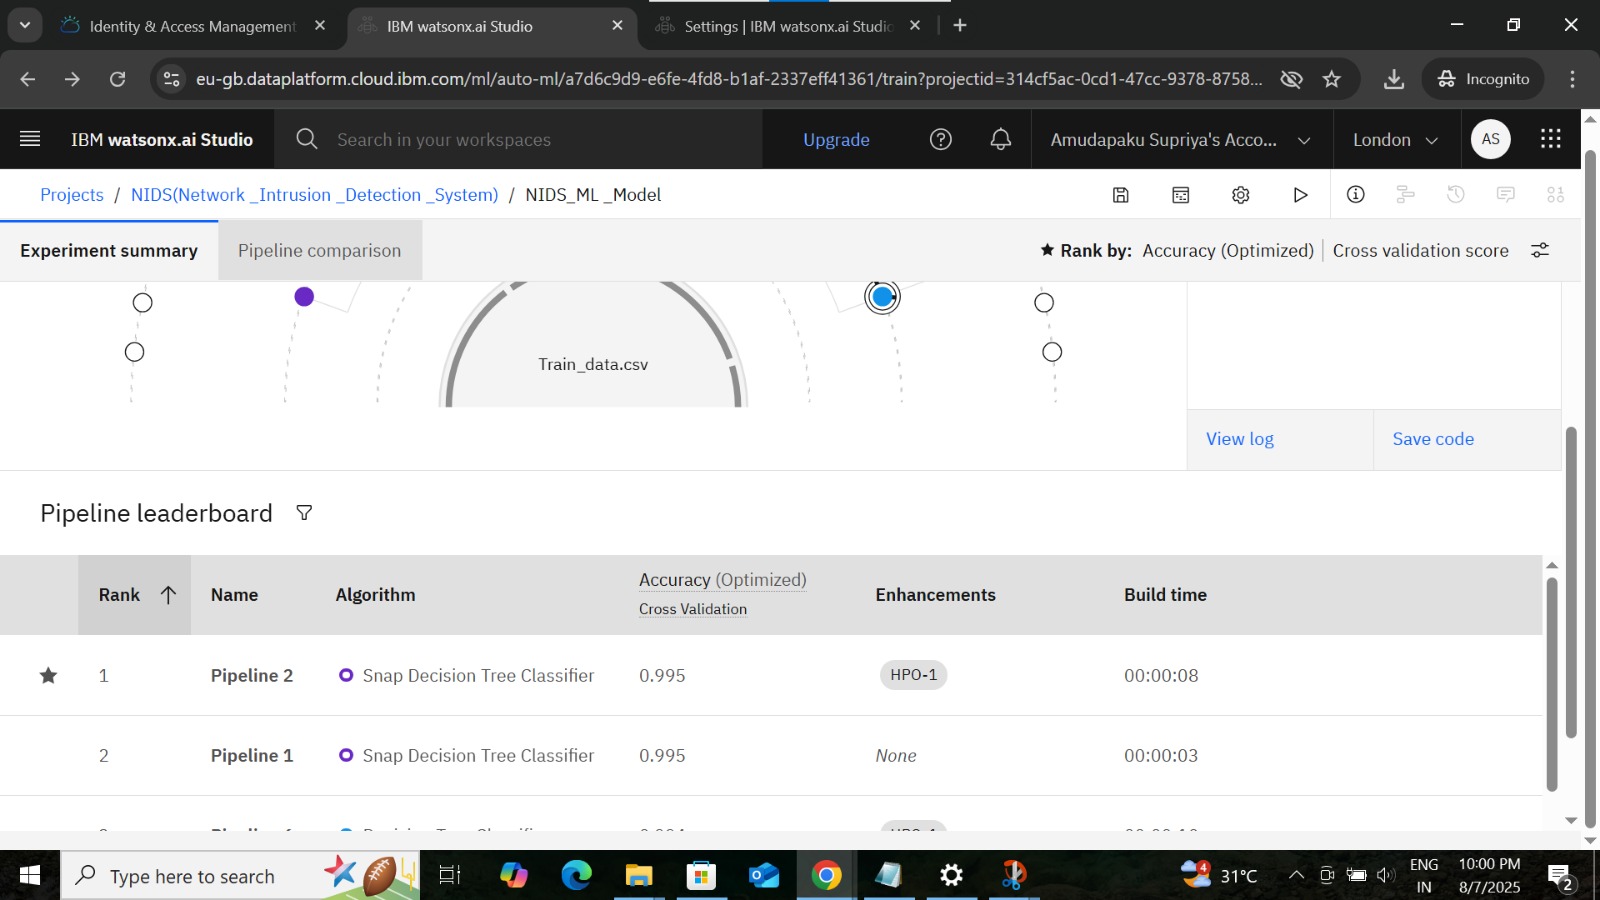 Identity & Access Management
IBM watsonx.ai Studio
Settings | IBM watsonx.ai Studio
eu-gb.dataplatform.cloud.ibm.com/ml/auto-ml/a7d6c9d9-e6fe-4fd8-b1af-2337eff41361/train?projectid=314cf5ac-0cd1-47cc-9378-8758...
Incognito
IBM watsonx.ai Studio
Search in your workspaces
Upgrade
Amudapaku Supriya's Acco...
London
AS
Projects / NIDS(Network _Intrusion _Detection _System) / NIDS_ML _Model
Experiment summary
Pipeline comparison
Rank by: Accuracy (Optimized) | Cross validation score
Train_data.csv
View log
Save code
Pipeline leaderboard
Rank
Name
Algorithm
Accuracy (Optimized)
Cross Validation
Enhancements
Build time
1 Pipeline 2 Snap Decision Tree Classifier 0.995 HPO-1 00:00:08
2 Pipeline 1 Snap Decision Tree Classifier 0.995 None 00:00:03
Type here to search
4
31°C
ENG
IN
10:00 PM
8/7/2025
2